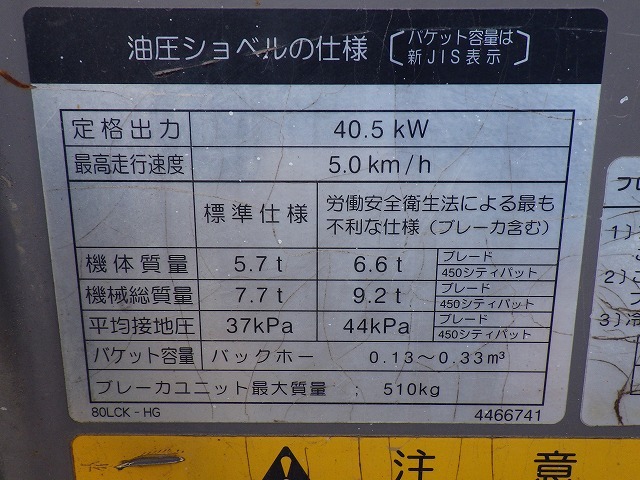 油圧ショベルの仕様 〔バケット容量は
新JIS表示〕
定格出力 40.5 kW
最高走行速度 5.0 km/h
標準仕様 労働安全衛生法による最も
不利な仕様 (ブレーカ含む)
機体質量 5.7 t 6.6 t ブレード
450シティパット
機械総質量 7.7 t 9.2 t ブレード
450シティパット
平均接地圧 37kPa 44kPa ブレード
450シティパット
バケット容量 バックホー 0.13〜0.33m³
ブレーカユニット最大質量 ; 510kg
80LCK-HG 4466741
注意
1)
2)
3)